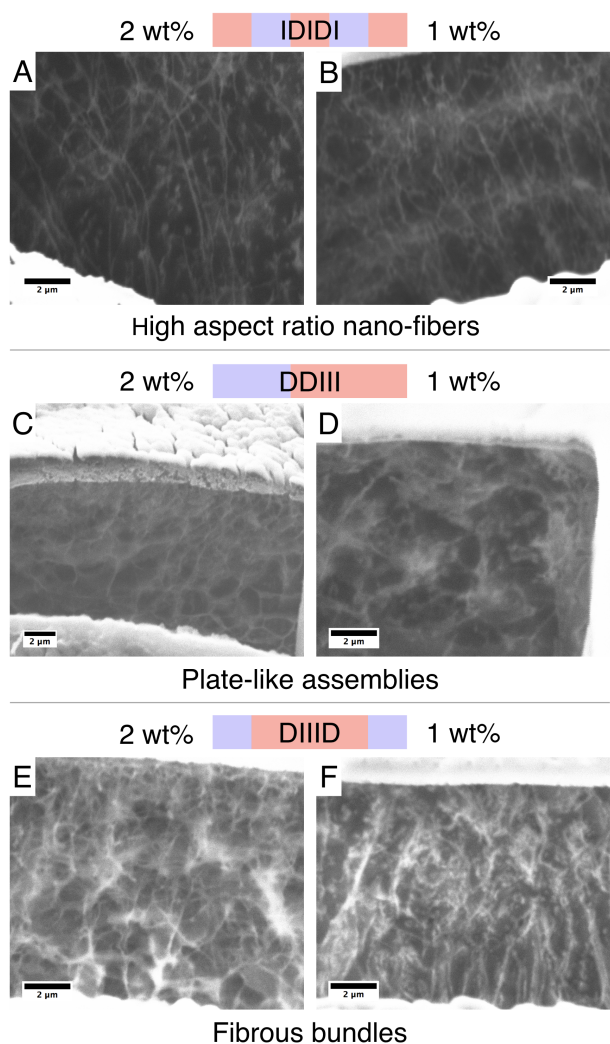 2 wt% IDIDI 1 wt%
A B
2 μm 2 μm
High aspect ratio nano-fibers
2 wt% DDIII 1 wt%
C D
2 μm 2 μm
Plate-like assemblies
2 wt% DIIID 1 wt%
E F
2 μm 2 μm
Fibrous bundles